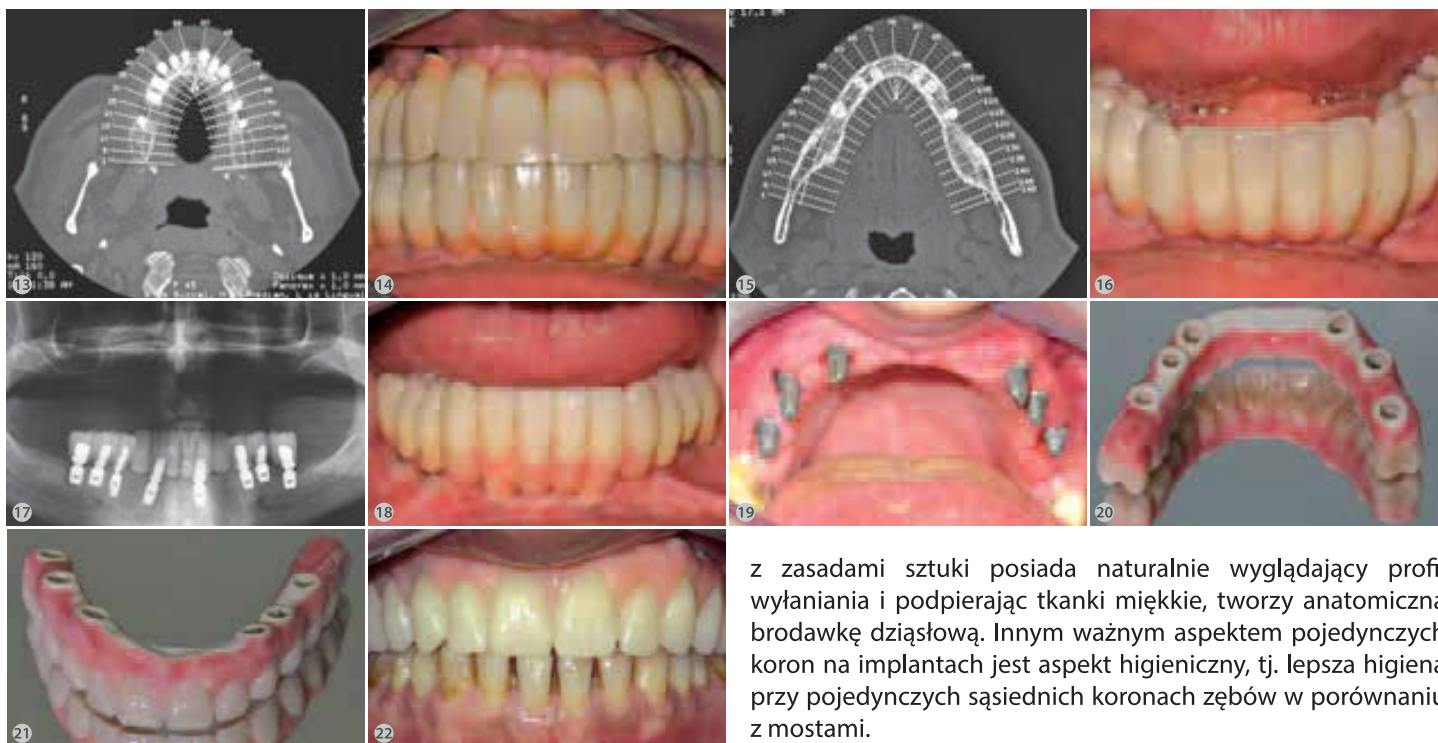 13
14
15
16
17
18
19
20
z zasadami sztuki posiada naturalnie wyglądający profi
wyłaniania i podpierając tkanki miękkie, tworzy anatomiczną
brodawkę dziąsłową. Innym ważnym aspektem pojedynczych
koron na implantach jest aspekt higieniczny, tj. lepsza higiena
przy pojedynczych sąsiednich koronach zębów w porównaniu
z mostami.
21
22